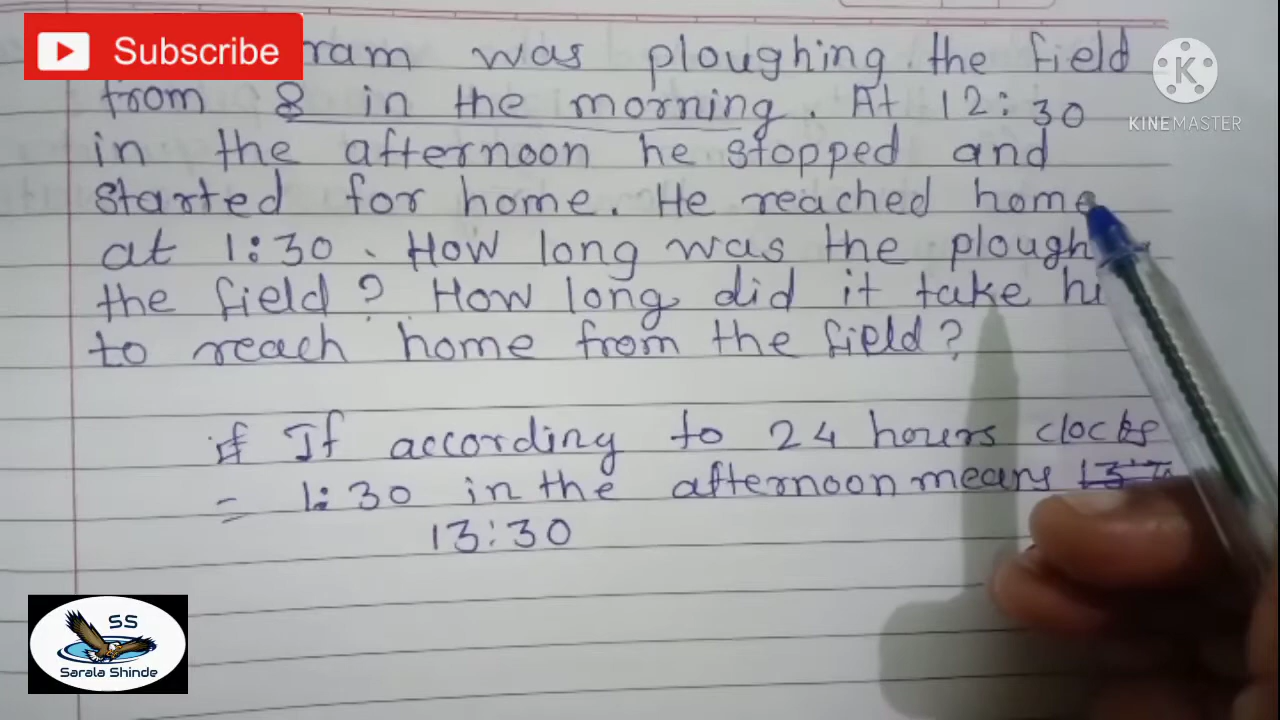 Subscribe
ram was ploughing the field
from 8 in the morning. At 12:30
in the afternoon he stopped and
started for home. He reached home
at 1:30. How long was the plough
the field? How long did it take hi
to reach home from the field?
If according to 24 hours clocks
= 1:30 in the afternoon means
13:30
K
KINEMASTER
SS
Sarala Shinde